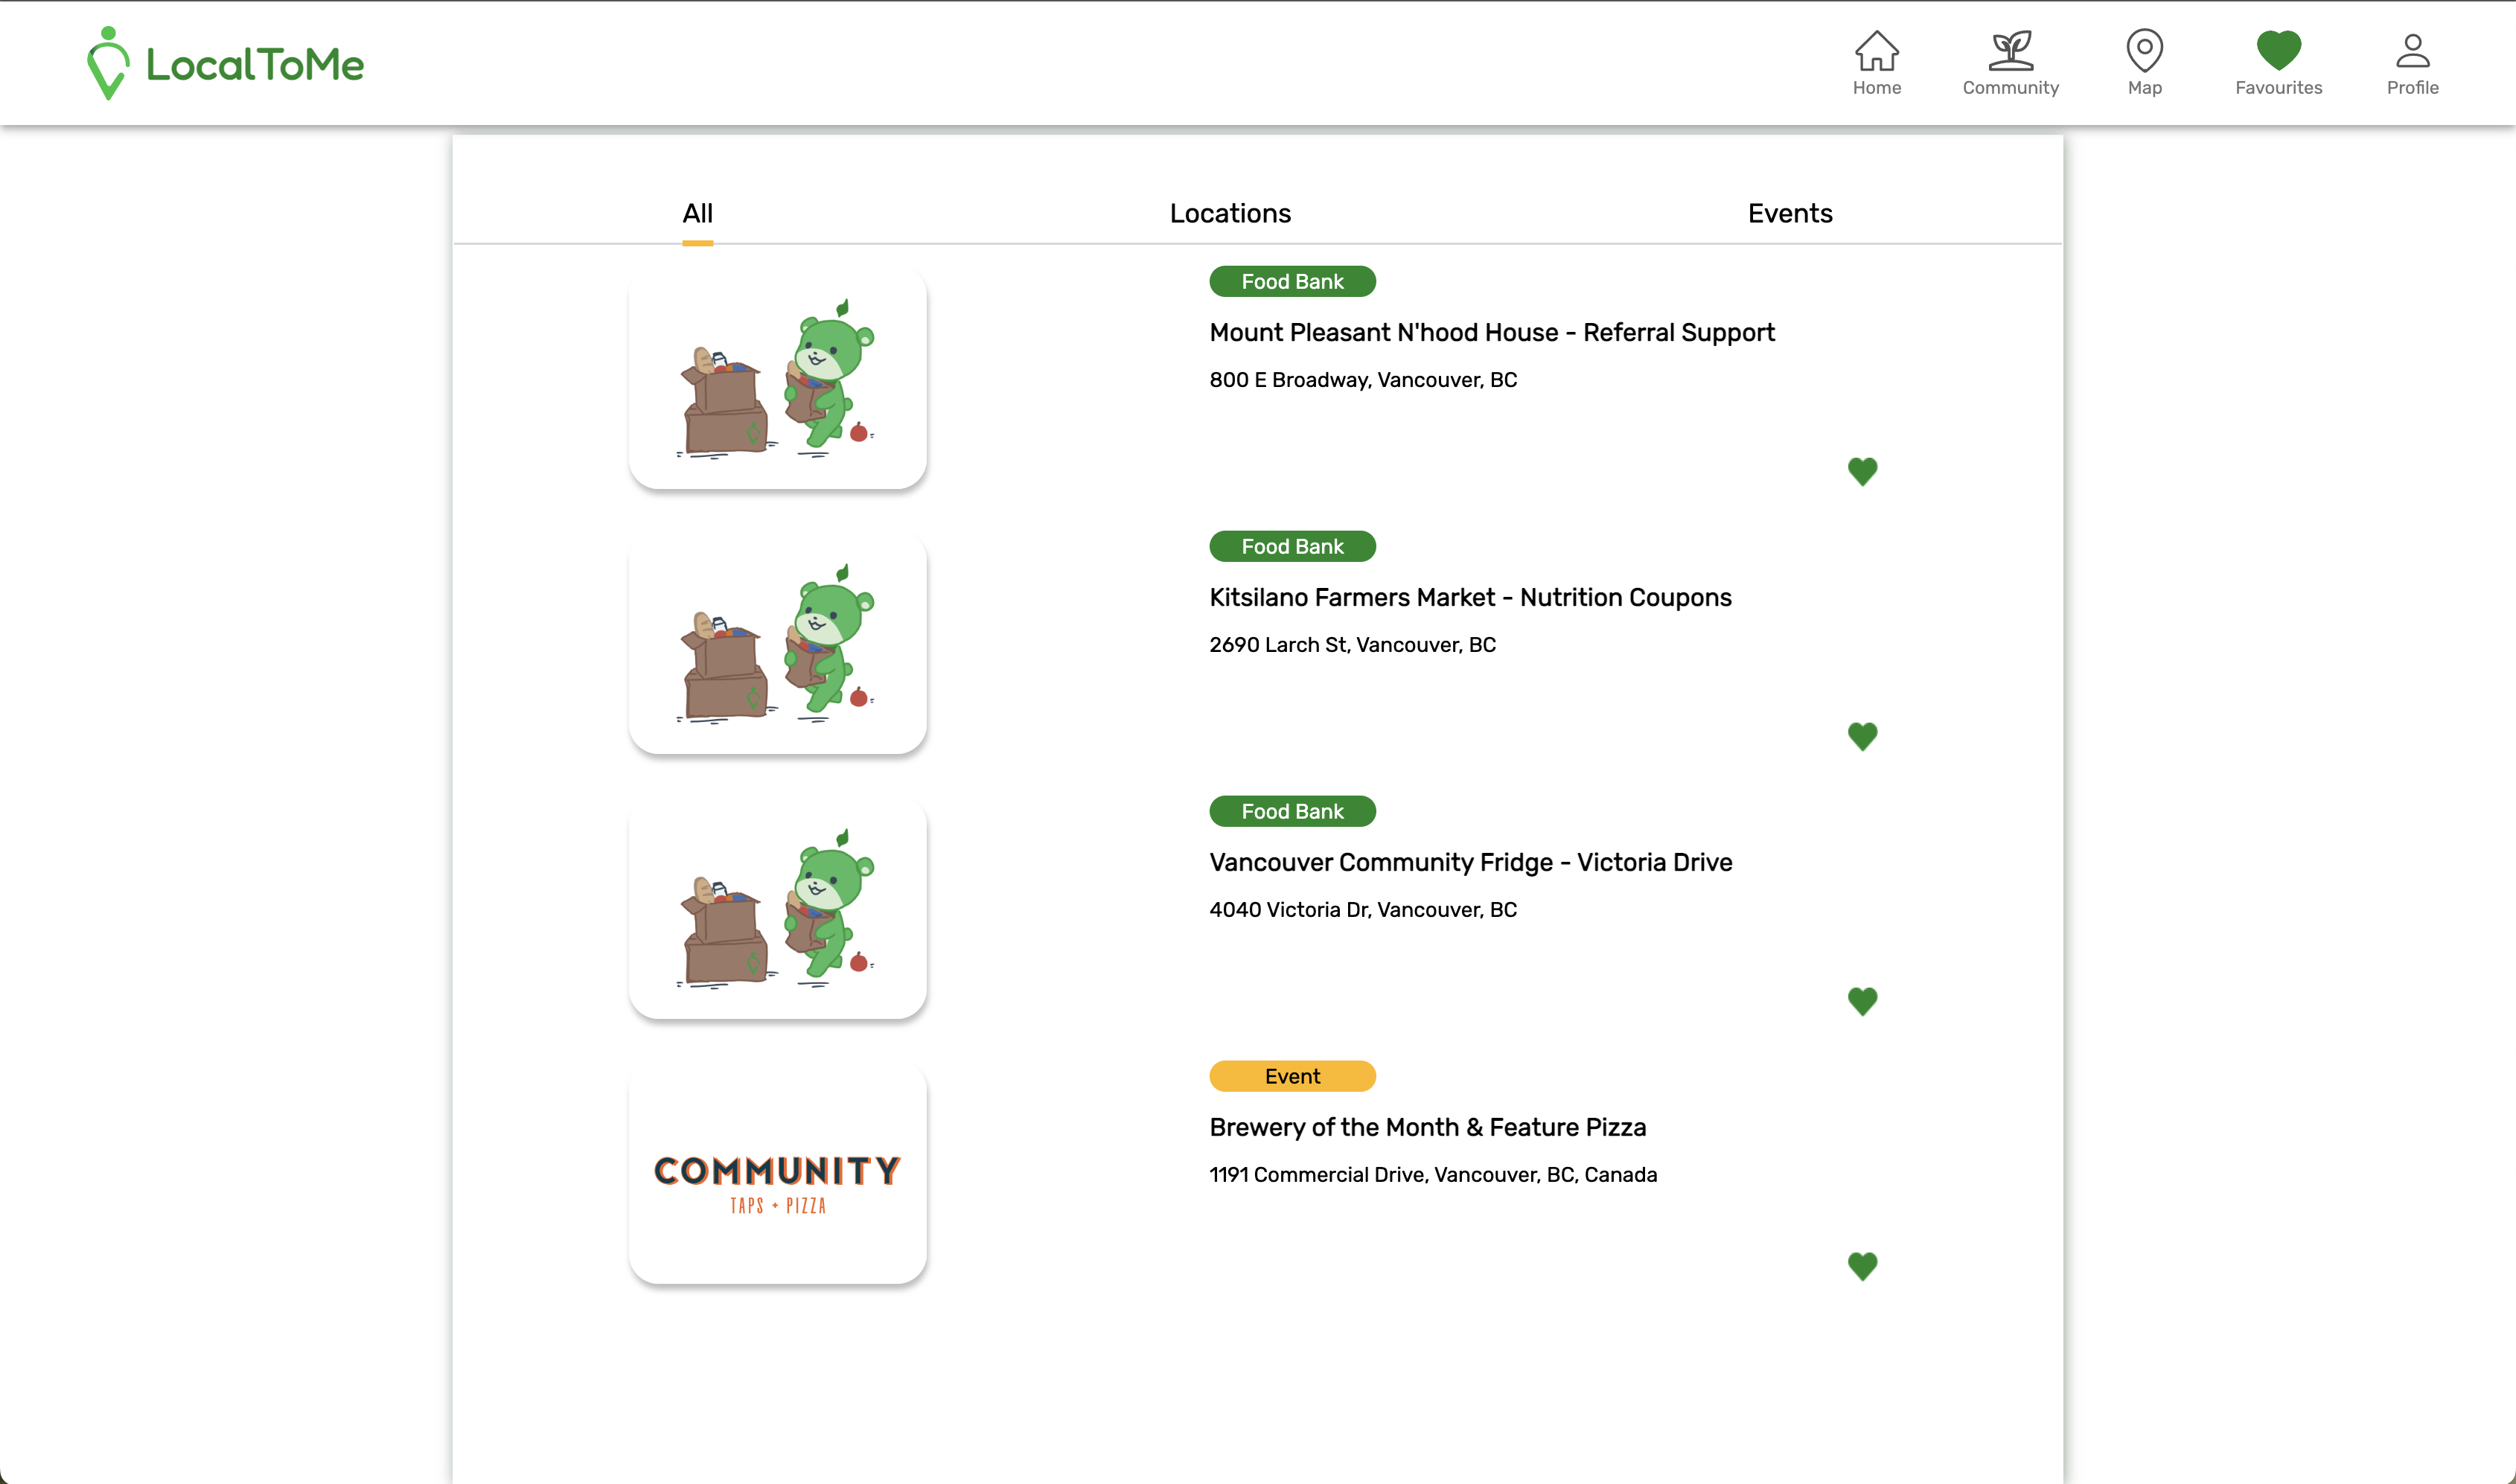 LocalToMe
Home
Community
Map
Favourites
Profile
All
Locations
Events
Food Bank
Mount Pleasant N'hood House - Referral Support
800 E Broadway, Vancouver, BC
Food Bank
Kitsilano Farmers Market - Nutrition Coupons
2690 Larch St, Vancouver, BC
Food Bank
Vancouver Community Fridge - Victoria Drive
4040 Victoria Dr, Vancouver, BC
COMMUNITY
TAPS + PIZZA
Event
Brewery of the Month & Feature Pizza
1191 Commercial Drive, Vancouver, BC, Canada